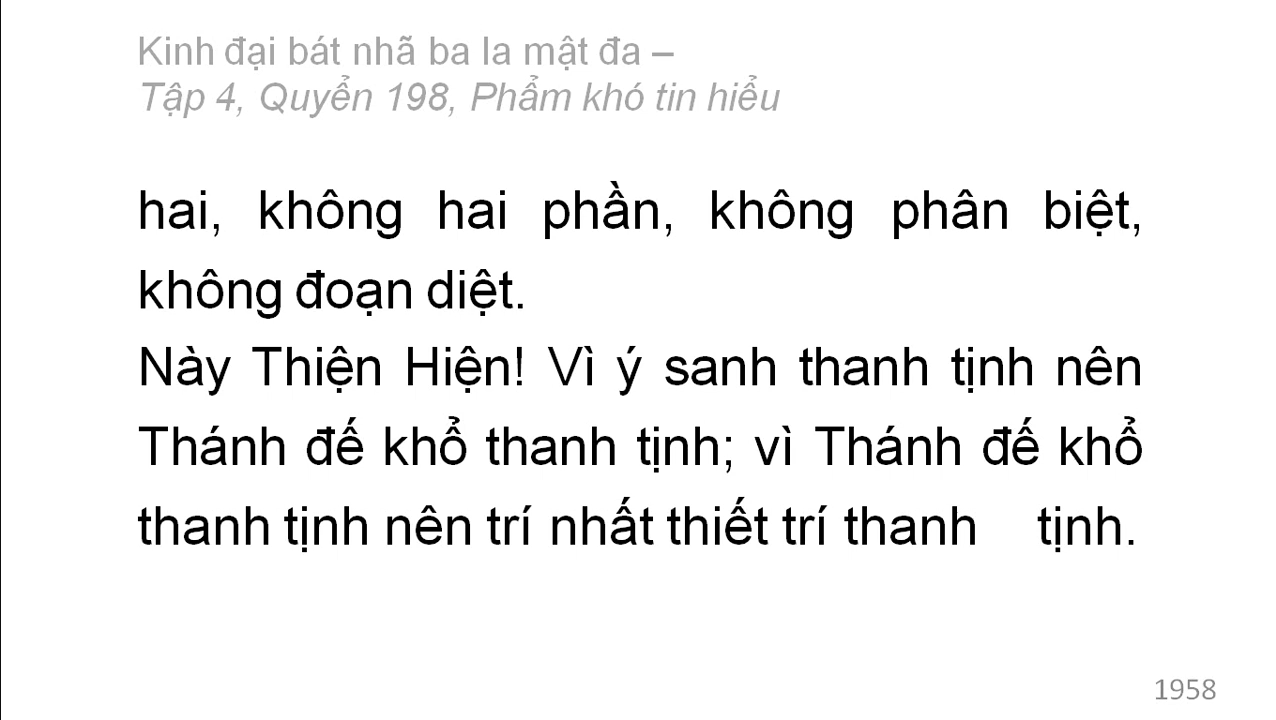 Kinh đại bát nhã ba la mật đa –
Tập 4, Quyển 198, Phẩm khó tin hiểu
hai, không hai phần, không phân biệt,
không đoạn diệt.
Này Thiện Hiện! Vì ý sanh thanh tịnh nên
Thánh đế khổ thanh tịnh; vì Thánh đế khổ
thanh tịnh nên trí nhất thiết trí thanh tịnh.
1958